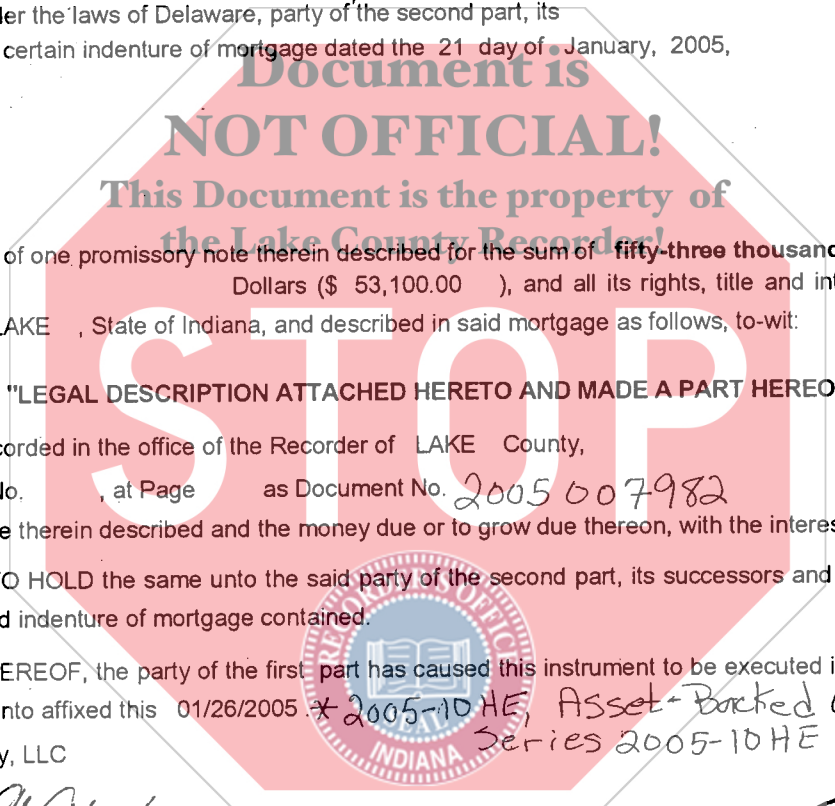 ler the laws of Delaware, party of the second part, its
certain indenture of mortgage dated the 21 day of January, 2005,
Document is
NOT OFFICIAL!
This Document is the property of
the Lake County Recorder!
of one promissory note therein described for the sum of fifty-three thousand
Dollars ($ 53,100.00 ), and all its rights, title and int
LAKE , State of Indiana, and described in said mortgage as follows, to-wit:
STOP
"LEGAL DESCRIPTION ATTACHED HERETO AND MADE A PART HEREO
corded in the office of the Recorder of LAKE County,
No. , at Page as Document No. 2005 007982
e therein described and the money due or to grow due thereon, with the interes
TO HOLD the same unto the said party of the second part, its successors and
d indenture of mortgage contained.
RECORDER'S OFFICE
SEAL
INDIANA
EREOF, the party of the first part has caused this instrument to be executed i
nto affixed this 01/26/2005 * 2005-10 HE, Asset-Backed
Series 2005-10HE
y, LLC